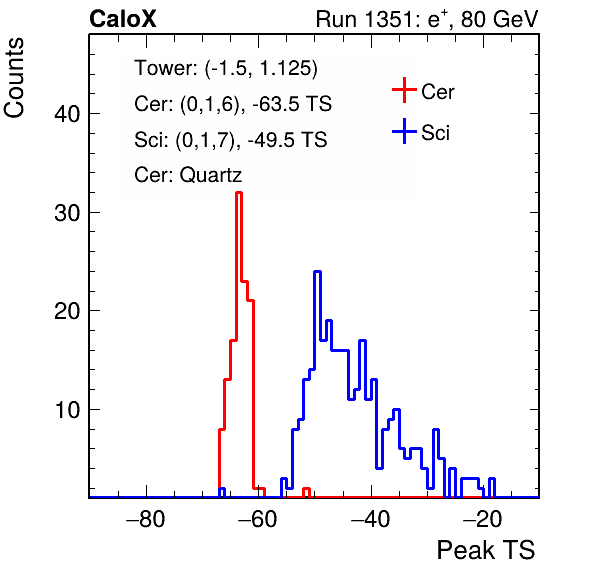 CaloX Run 1351: e⁺, 80 GeV
Counts
Tower: (-1.5, 1.125)
Cer: (0,1,6), -63.5 TS
Sci: (0,1,7), -49.5 TS
Cer: Quartz
Cer
Sci
40
30
20
10
−80 −60 −40 −20
Peak TS